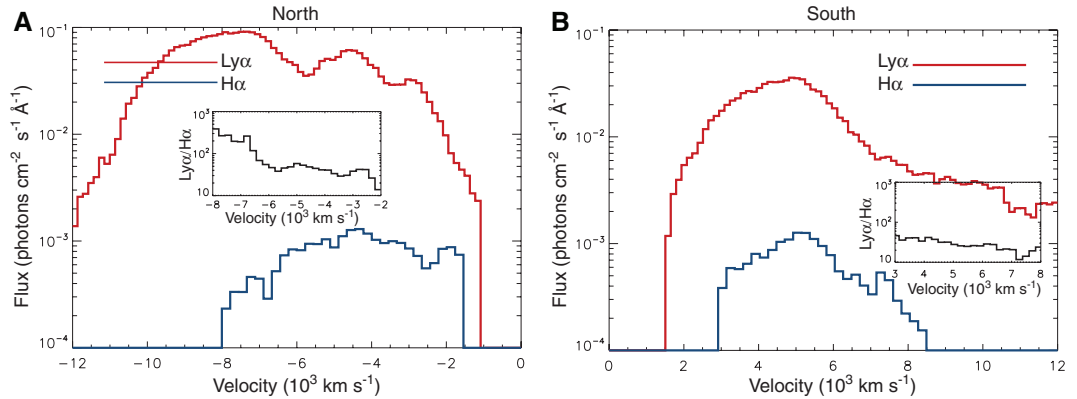 A
North
10⁻¹
10⁻²
10⁻³
10⁻⁴
Flux (photons cm⁻² s⁻¹ Å⁻¹)
Lyα
Hα
10³
100
10
Lyα/Hα
−8 −7 −6 −5 −4 −3 −2
Velocity (10³ km s⁻¹)
−12 −10 −8 −6 −4 −2 0
Velocity (10³ km s⁻¹)
B
South
10⁻¹
10⁻²
10⁻³
10⁻⁴
Flux (photons cm⁻² s⁻¹ Å⁻¹)
Lyα
Hα
10³
100
10
Lyα/Hα
3 4 5 6 7 8
Velocity (10³ km s⁻¹)
0 2 4 6 8 10 12
Velocity (10³ km s⁻¹)